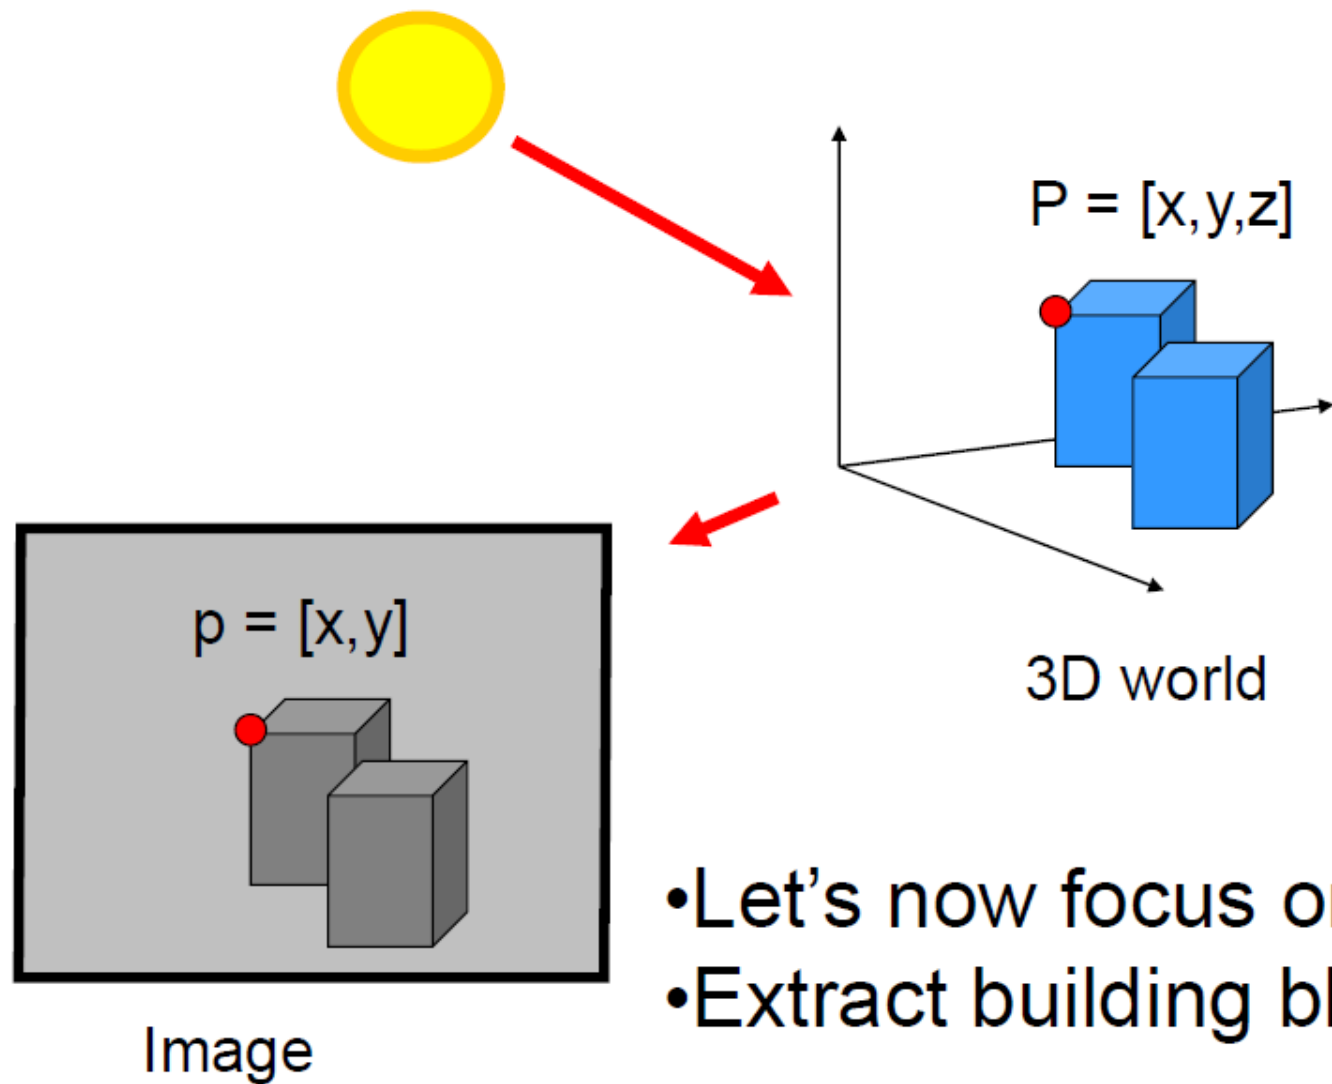 P = [x,y,z]
p = [x,y]
3D world
•Let's now focus
•Extract building
Image